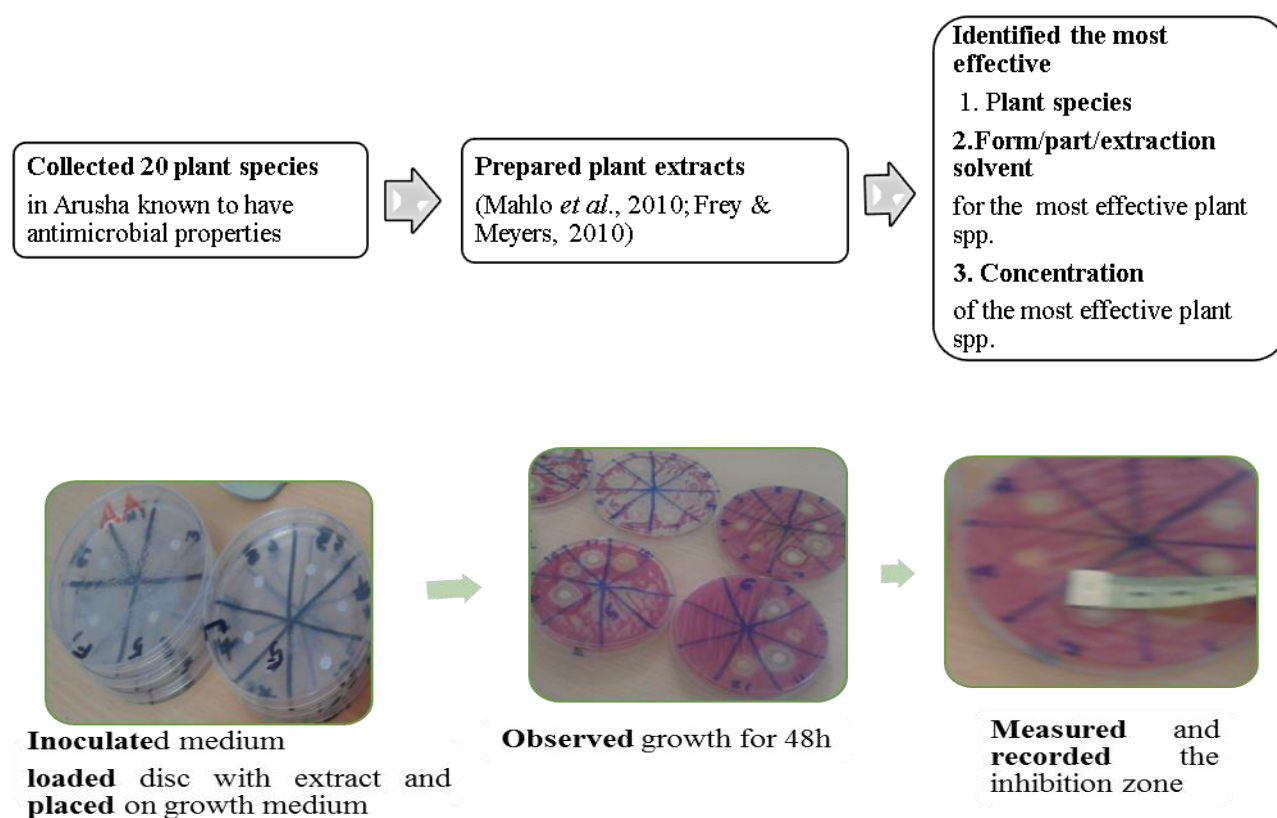 Collected 20 plant species
in Arusha known to have
antimicrobial properties
Prepared plant extracts
(Mahlo et al., 2010; Frey &
Meyers, 2010)
Identified the most
effective
1. Plant species
2.Form/part/extraction
solvent
for the most effective plant
spp.
3. Concentration
of the most effective plant
spp.
AA
Inoculated medium
loaded disc with extract and
placed on growth medium
Observed growth for 48h
Measured and
recorded the
inhibition zone